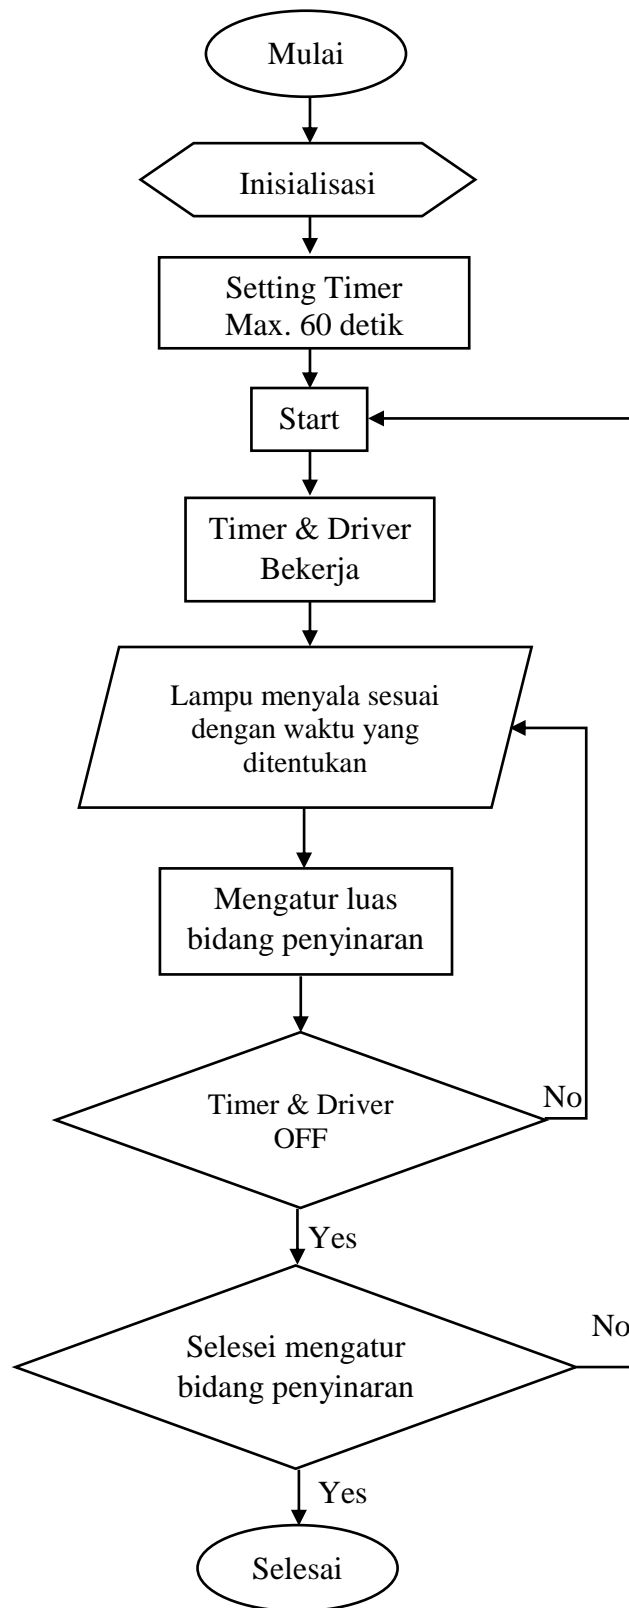 Mulai
Inisialisasi
Setting Timer
Max. 60 detik
Start
Timer & Driver
Bekerja
Lampu menyala sesuai
dengan waktu yang
ditentukan
Mengatur luas
bidang penyinaran
Timer & Driver
OFF
No
Yes
Selesei mengatur
bidang penyinaran
No
Yes
Selesai